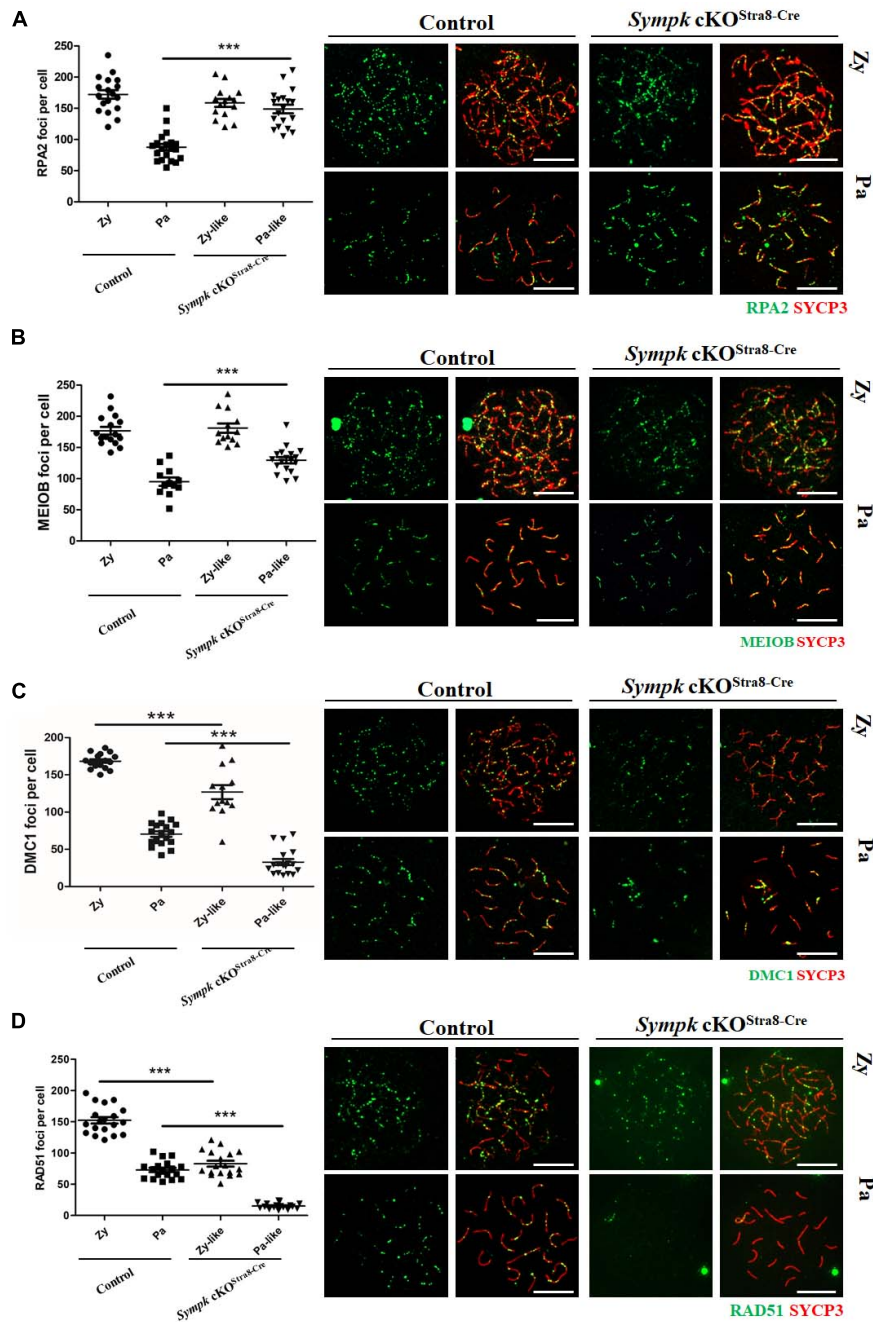 A
Control
Sympk cKOStra8-Cre
RPA2 foci per cell
250
200
150
100
50
0
***
Zy
Pa
Zy-like
Pa-like
Control
Sympk cKOStra8-Cre
Zy
Pa
RPA2 SYCP3
B
Control
Sympk cKOStra8-Cre
MEIOB foci per cell
250
200
150
100
50
0
***
Zy
Pa
Zy-like
Pa-like
Control
Sympk cKOStra8-Cre
Zy
Pa
MEIOB SYCP3
C
Control
Sympk cKOStra8-Cre
DMC1 foci per cell
200
150
100
50
0
***
***
Zy
Pa
Zy-like
Pa-like
Control
Sympk cKOStra8-Cre
Zy
Pa
DMC1 SYCP3
D
Control
Sympk cKOStra8-Cre
RAD51 foci per cell
250
200
150
100
50
0
***
***
Zy
Pa
Zy-like
Pa-like
Control
Sympk cKOStra8-Cre
Zy
Pa
RAD51 SYCP3